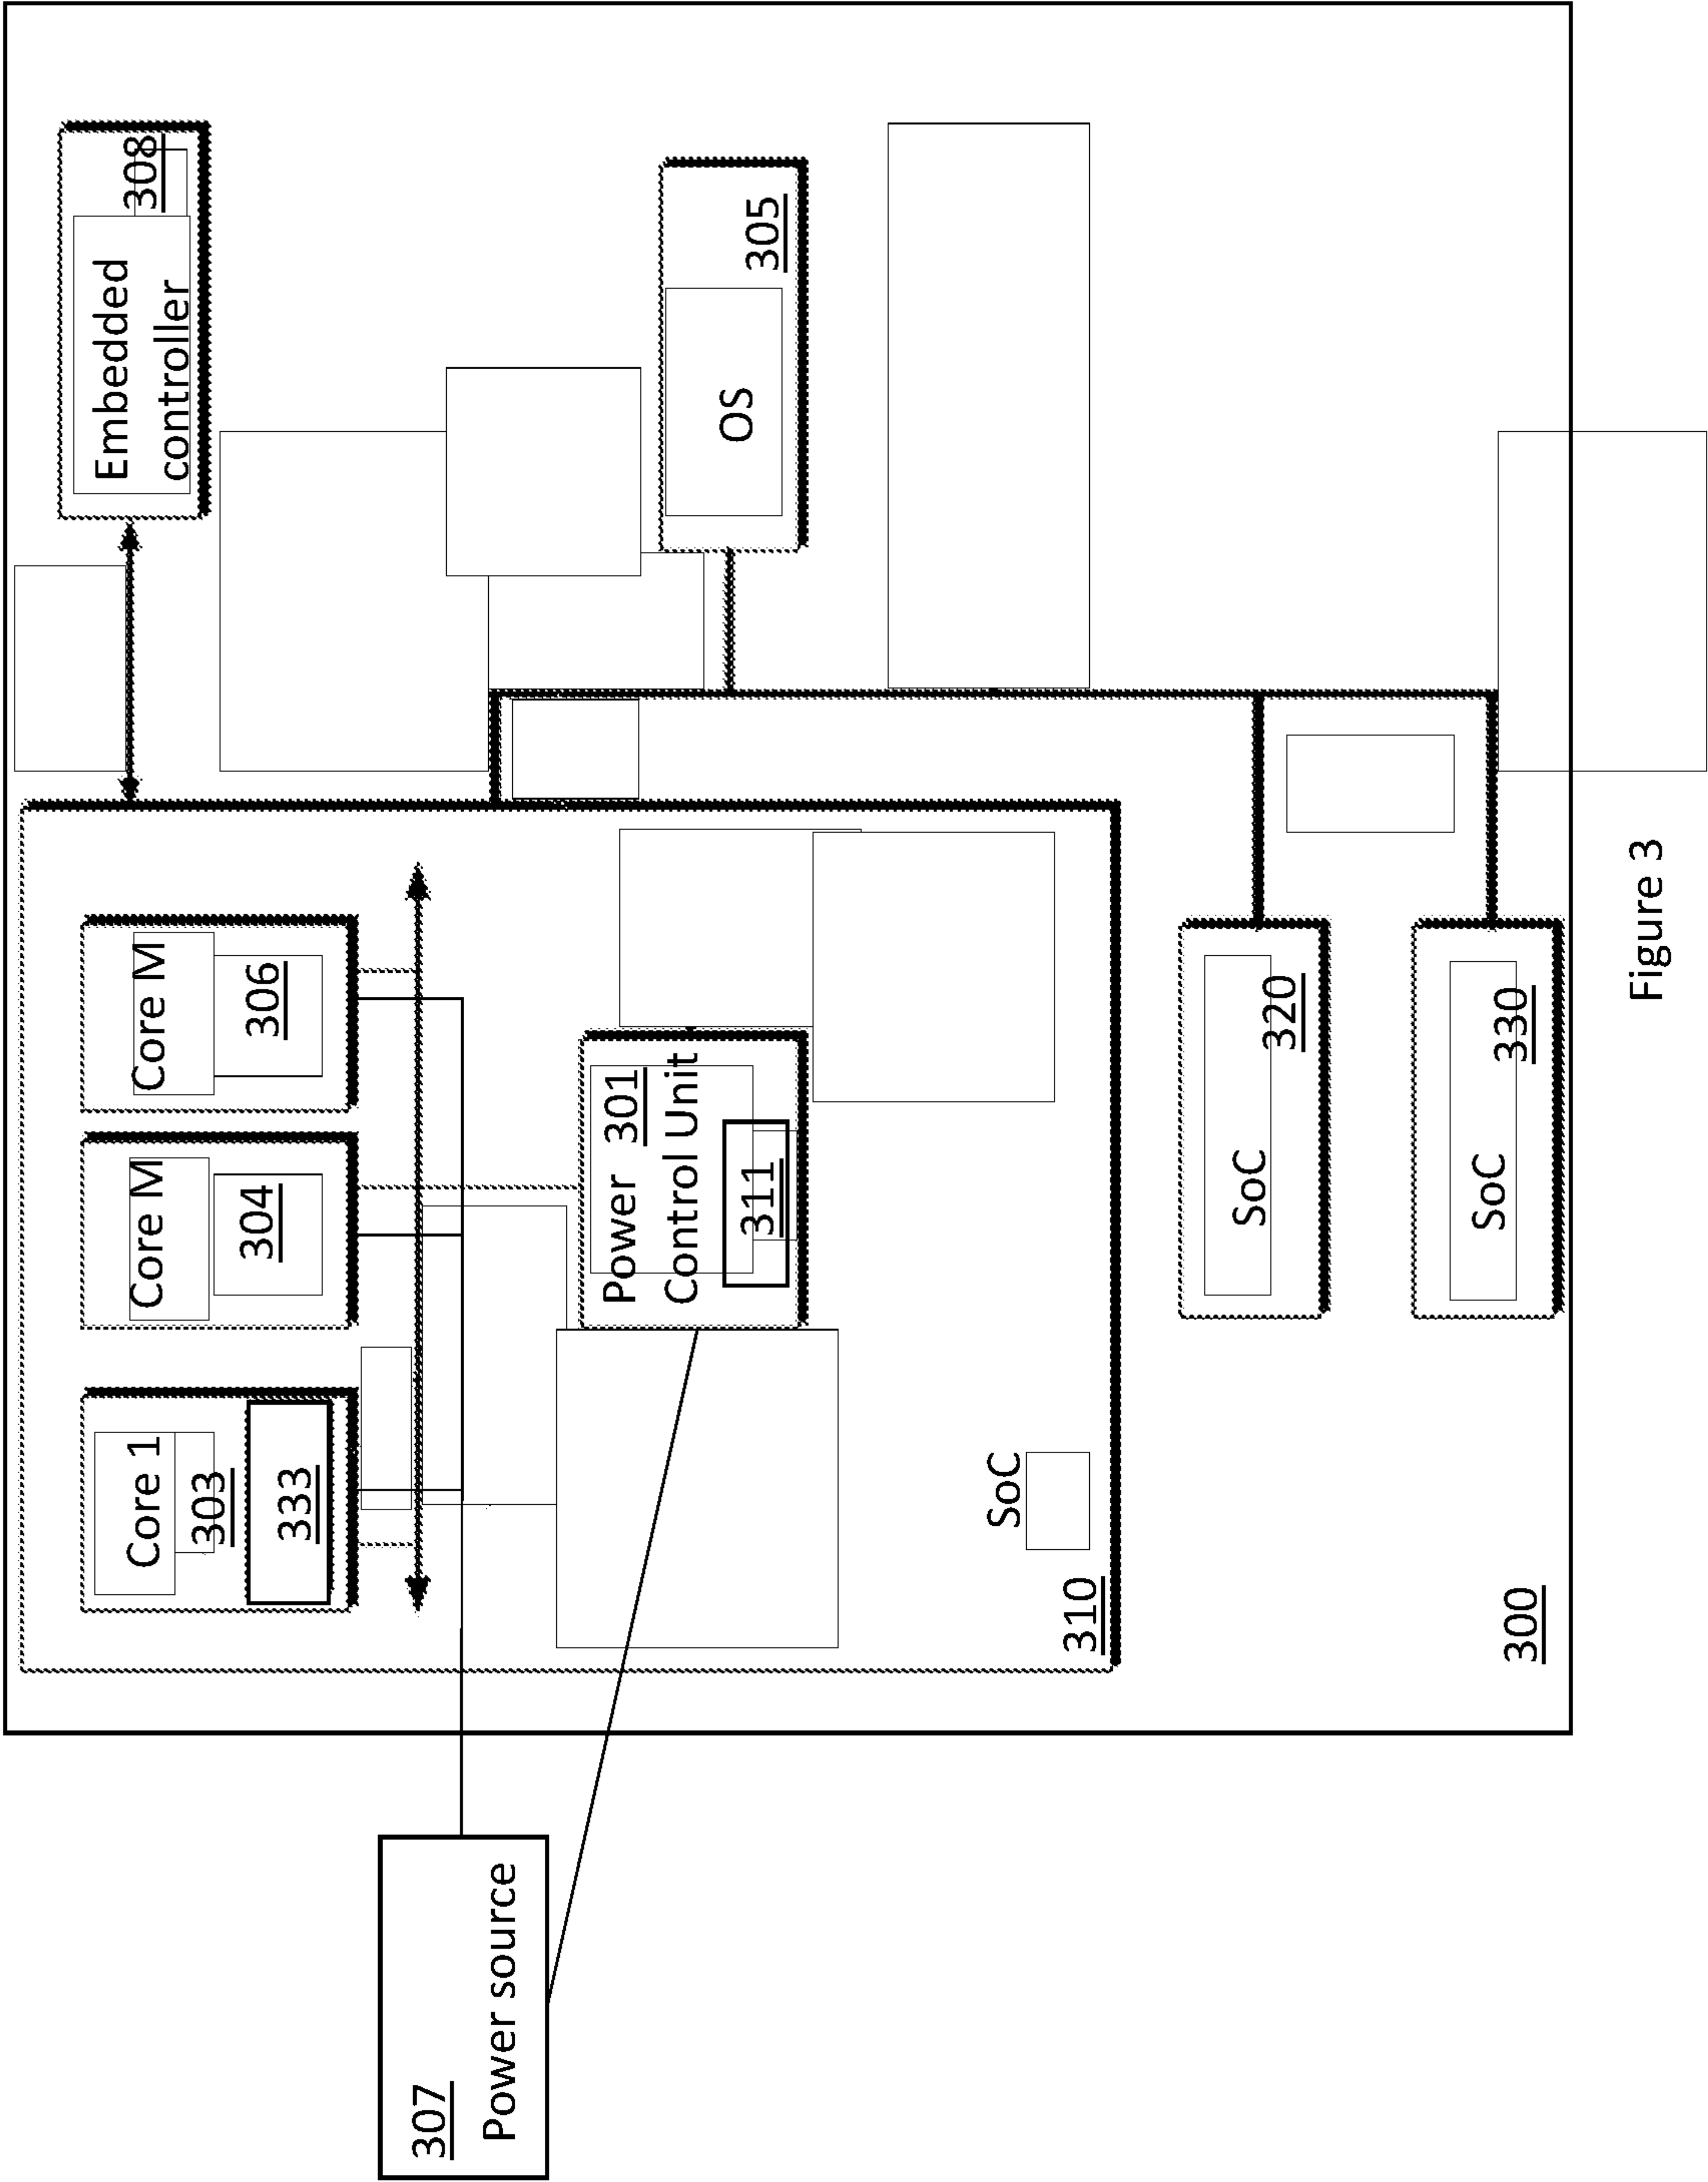 Core 1
303
333
Core M
304
Core M
306
Embedded
controller
308
307
Power source
Power 301
Control Unit
311
OS
305
SoC
310
SoC
320
SoC
330
300
Figure 3